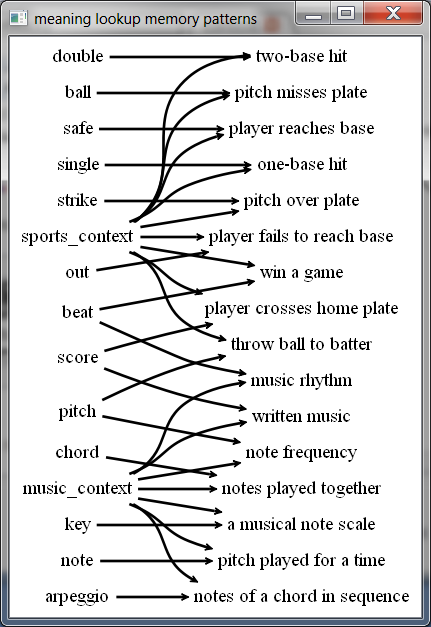 meaning lookup memory patterns
double two-base hit
ball pitch misses plate
safe player reaches base
single one-base hit
strike pitch over plate
sports_context player fails to reach base
out win a game
beat player crosses home plate
score throw ball to batter
music rhythm
pitch written music
chord note frequency
music_context notes played together
key a musical note scale
note pitch played for a time
arpeggio notes of a chord in sequence